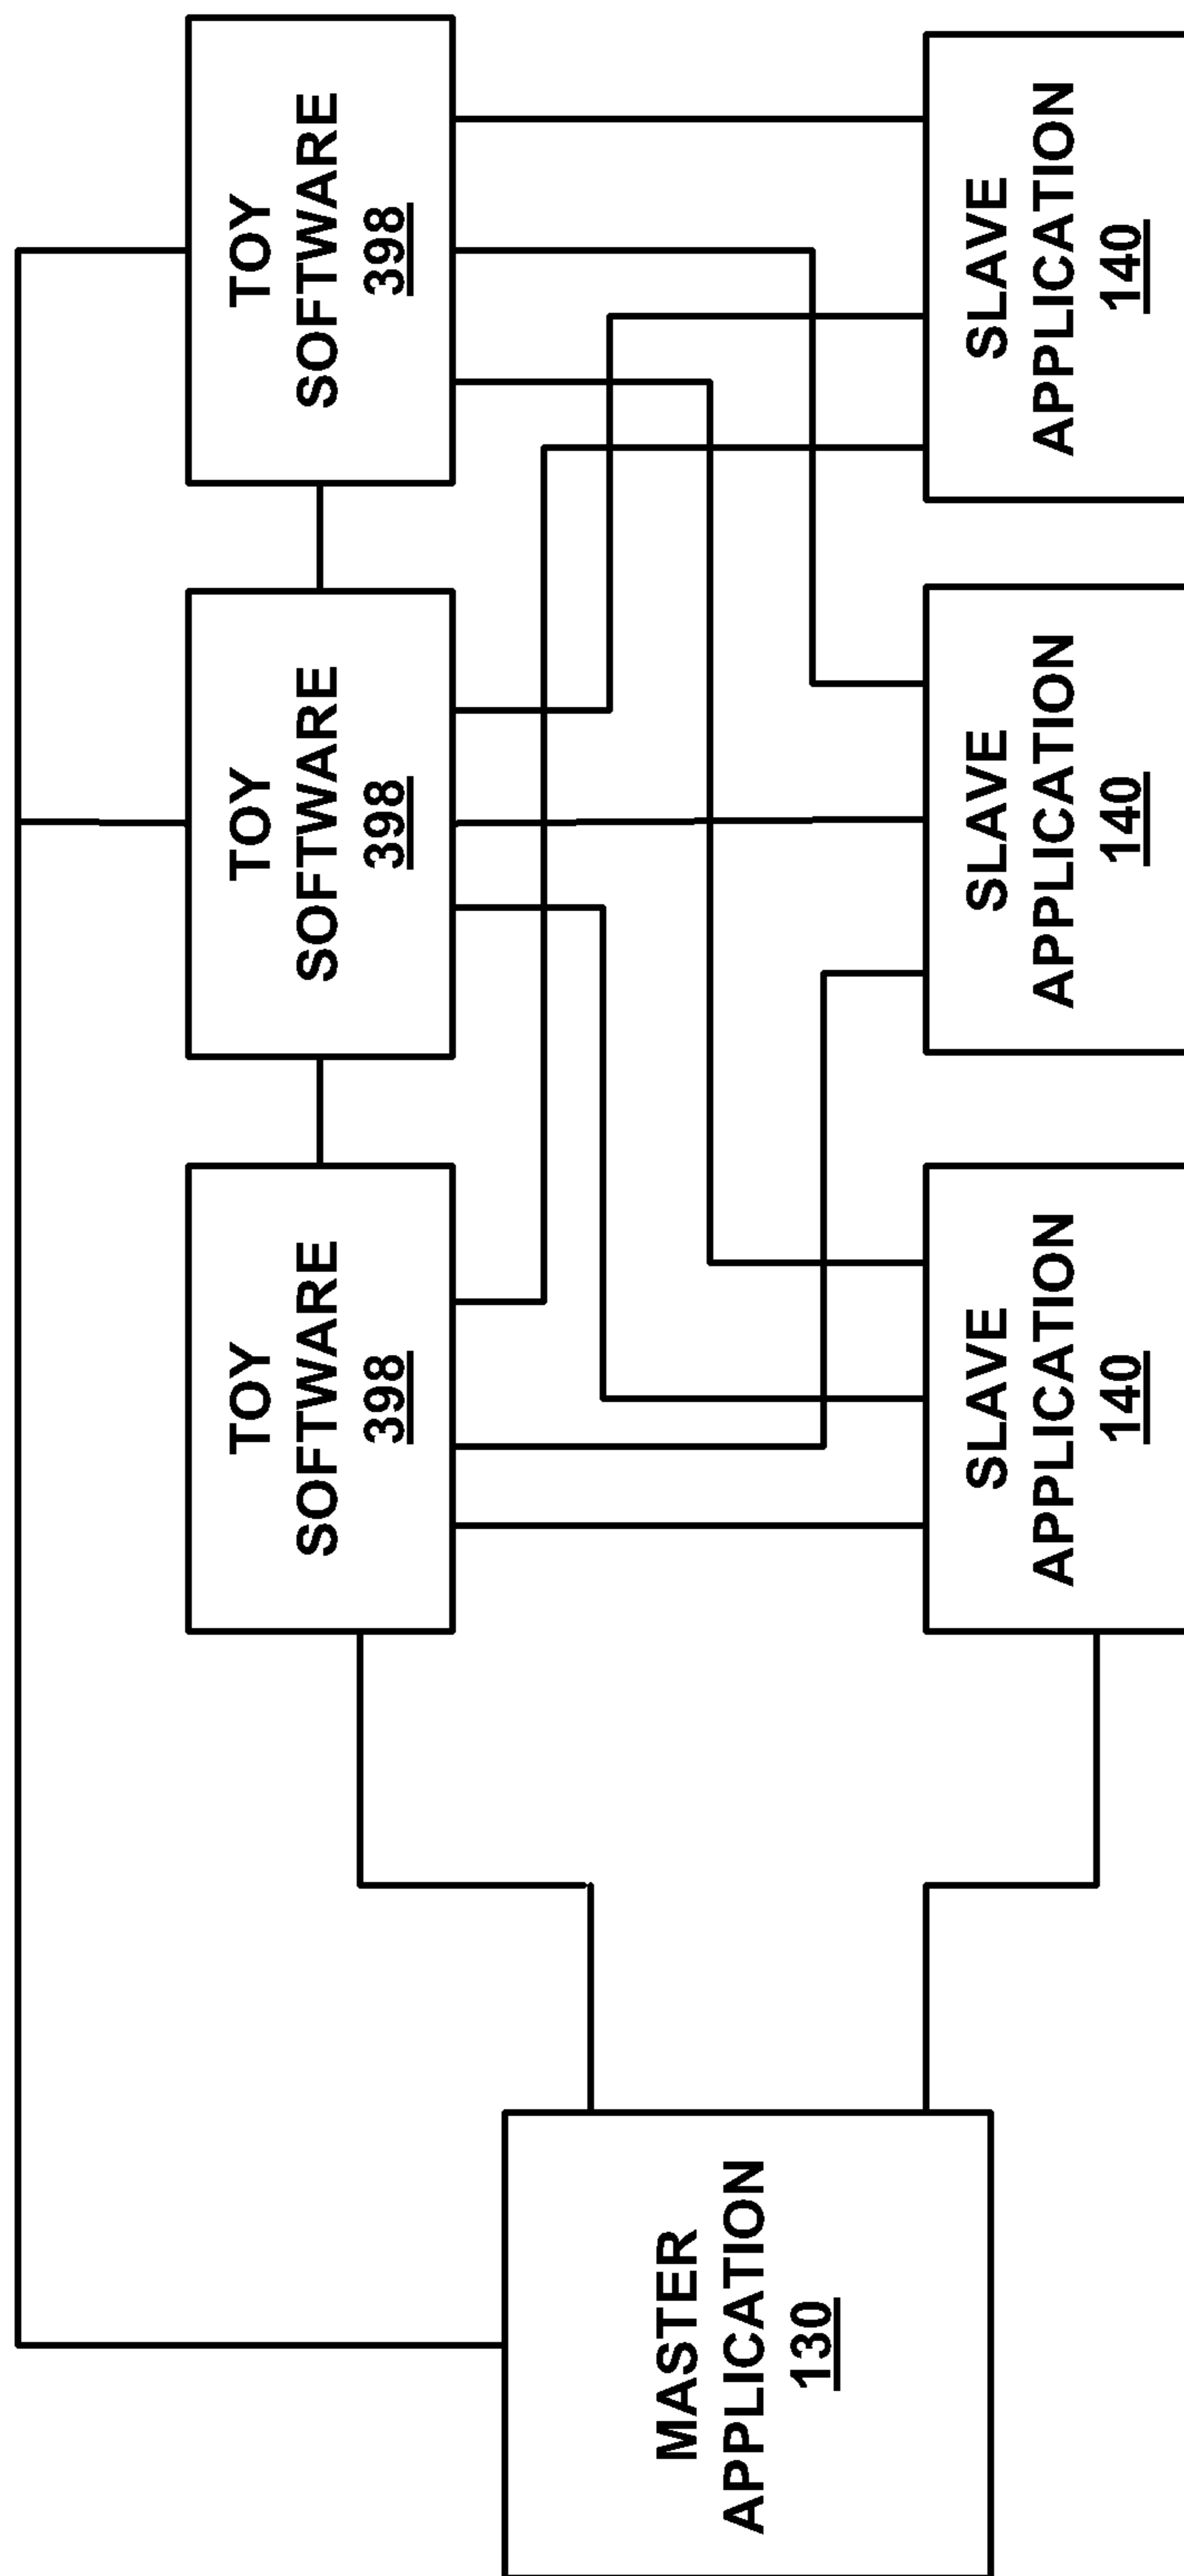 TOY
SOFTWARE
398
TOY
SOFTWARE
398
TOY
SOFTWARE
398
MASTER
APPLICATION
130
SLAVE
APPLICATION
140
SLAVE
APPLICATION
140
SLAVE
APPLICATION
140